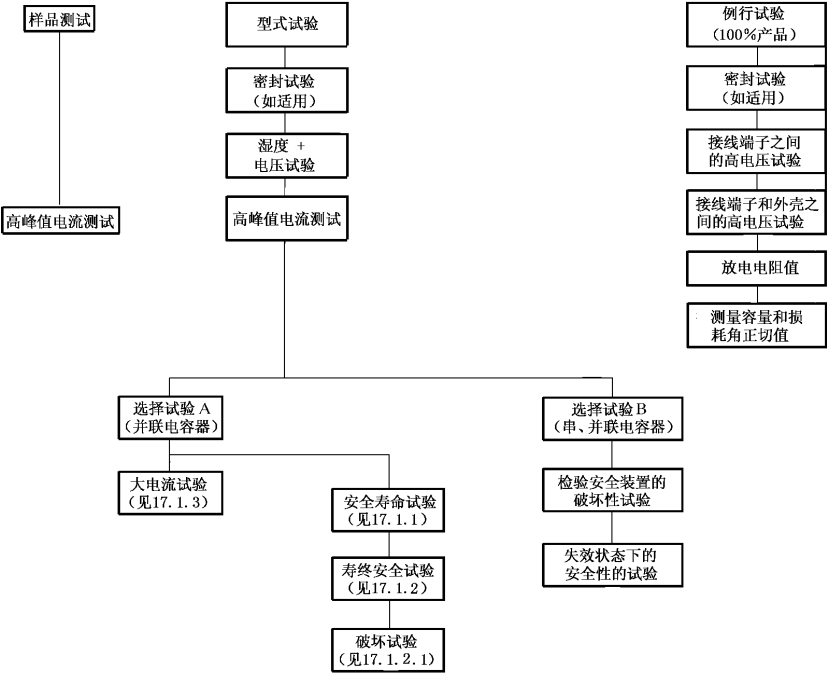 样品测试
高峰值电流测试
型式试验
密封试验
(如适用)
湿度 +
电压试验
高峰值电流测试
选择试验A
(并联电容器)
大电流试验
(见17.1.3)
安全寿命试验
(见17.1.1)
寿终安全试验
(见17.1.2)
破坏试验
(见17.1.2.1)
选择试验B
(串、并联电容器)
检验安全装置的
破坏性试验
失效状态下的
安全性的试验
例行试验
(100%产品)
密封试验
(如适用)
接线端子之间
的高电压试验
接线端子和外壳之
间的高电压试验
放电电阻值
测量容量和损
耗角正切值